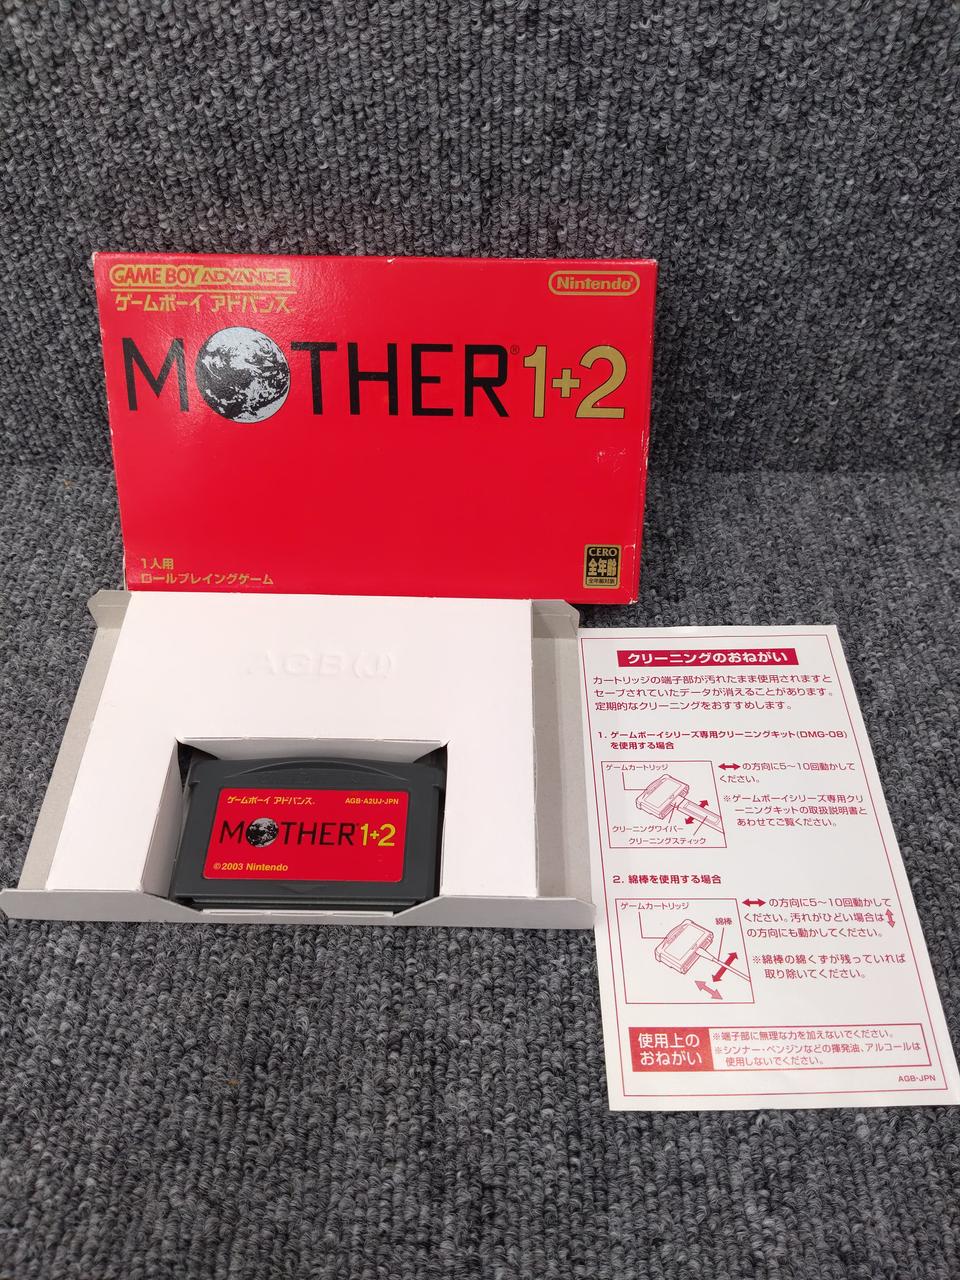 GAME BOY ADVANCE
ゲームボーイ アドバンス
Nintendo®
MOTHER® 1+2
1人用
ロールプレイングゲーム
CERO
全年齢
全年齢対象
AGB(J)
ゲームボーイ アドバンス
AGB-A2UJ-JPN
MOTHER 1+2
©2003 Nintendo
クリーニングのおねがい
カートリッジの端子部が汚れたまま使用されますと
セーブされていたデータが消えることがあります。
定期的なクリーニングをおすすめします。
1. ゲームボーイシリーズ専用クリーニングキット(DMG-08)
を使用する場合
ゲームカートリッジ
クリーニングワイパー
クリーニングスティック
⟷の方向に5〜10回動かして
ください。
※ゲームボーイシリーズ専用クリ
ーニングキットの取扱説明書と
あわせてご覧ください。
2. 綿棒を使用する場合
ゲームカートリッジ
綿棒
⟷の方向に5〜10回動かして
ください。汚れがひどい場合は↕
の方向にも動かしてください。
※綿棒の綿くずが残っていれば
取り除いてください。
使用上の
おねがい
※端子部に無理な力を加えないでください。
※シンナー・ベンジンなどの揮発油、アルコールは
使用しないでください。
AGB-JPN